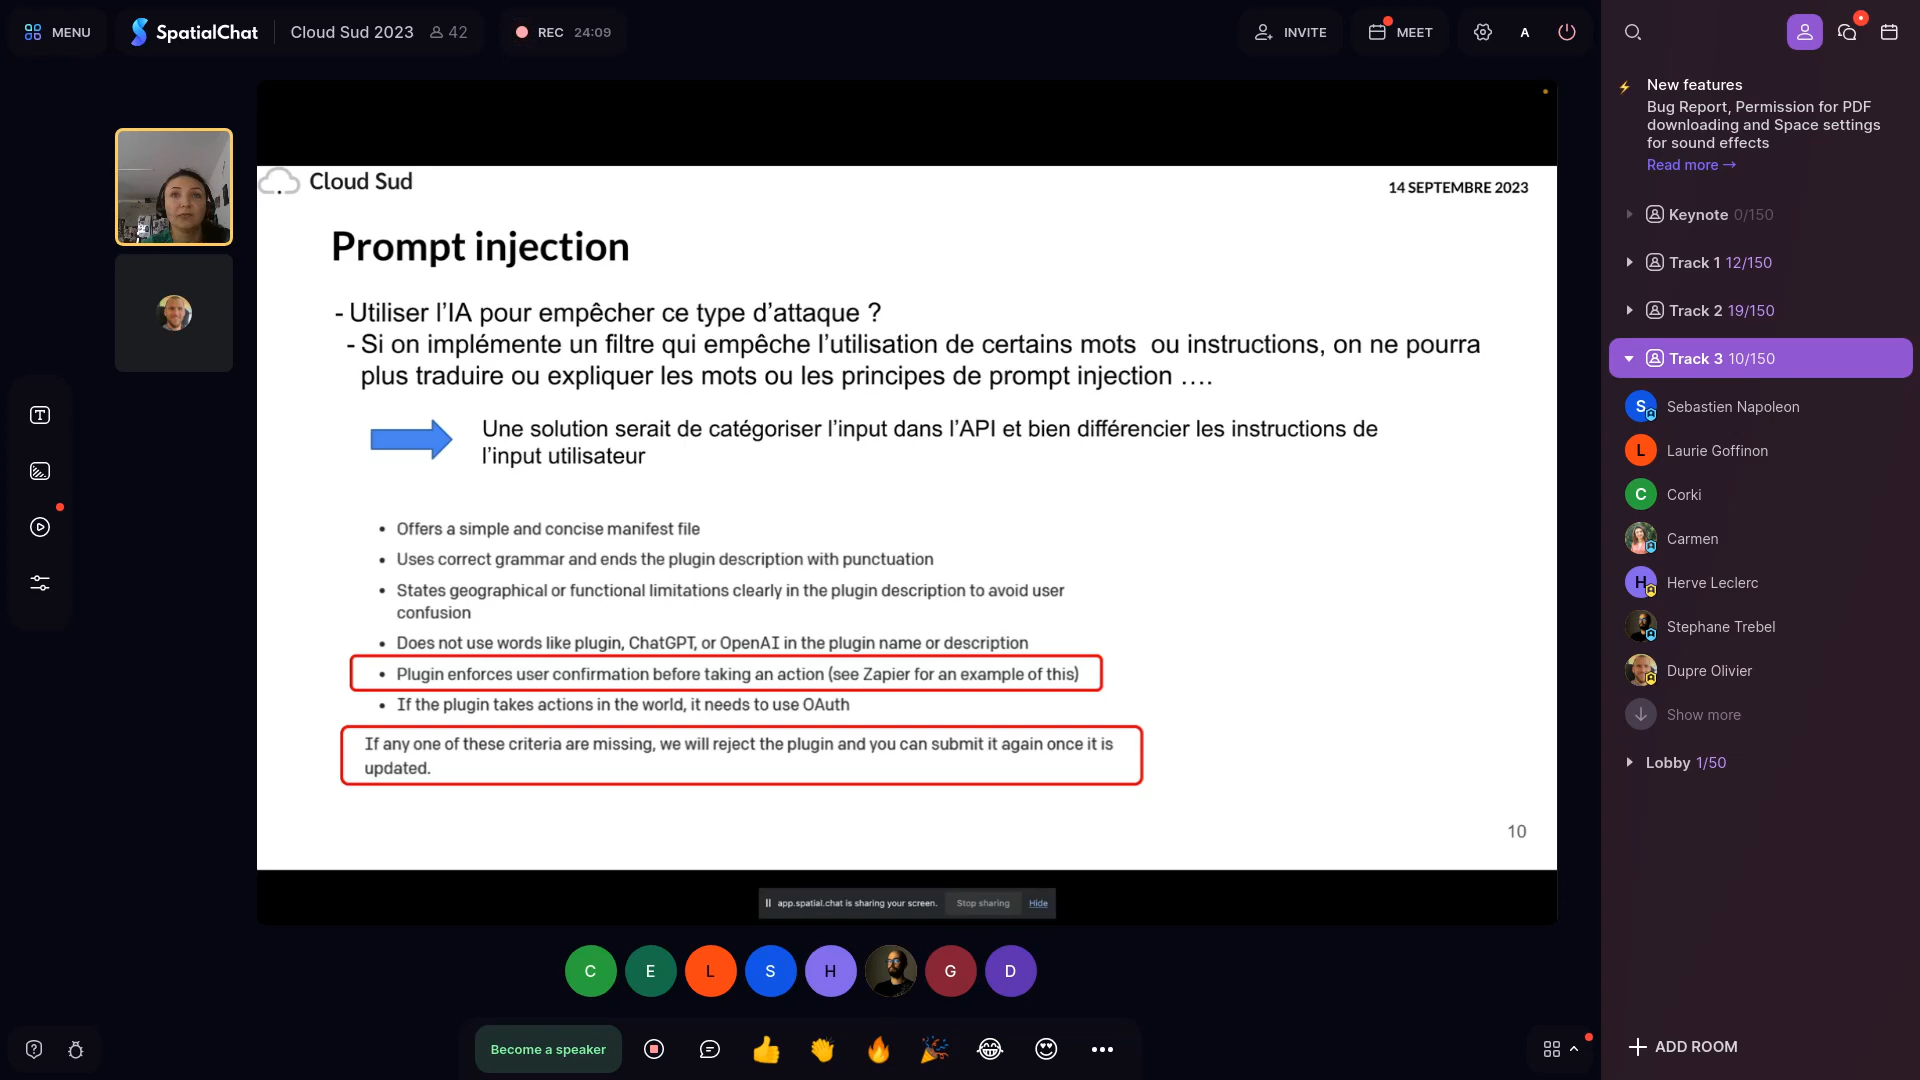 MENU
SpatialChat
Cloud Sud 2023
42
REC 24:09
INVITE
MEET
A
Cloud Sud
14 SEPTEMBRE 2023
Prompt injection
- Utiliser l’IA pour empêcher ce type d’attaque ?
- Si on implémente un filtre qui empêche l’utilisation de certains mots ou instructions, on ne pourra
plus traduire ou expliquer les mots ou les principes de prompt injection ….
Une solution serait de catégoriser l’input dans l’API et bien différencier les instructions de
l’input utilisateur
• Offers a simple and concise manifest file
• Uses correct grammar and ends the plugin description with punctuation
• States geographical or functional limitations clearly in the plugin description to avoid user
confusion
• Does not use words like plugin, ChatGPT, or OpenAI in the plugin name or description
• Plugin enforces user confirmation before taking an action (see Zapier for an example of this)
• If the plugin takes actions in the world, it needs to use OAuth
If any one of these criteria are missing, we will reject the plugin and you can submit it again once it is
updated.
10
app.spatial.chat is sharing your screen. Stop sharing Hide
C E L S H G D
Become a speaker
New features
Bug Report, Permission for PDF
downloading and Space settings
for sound effects
Read more →
Keynote 0/150
Track 1 12/150
Track 2 19/150
Track 3 10/150
S Sebastien Napoleon
L Laurie Goffinon
C Corki
Carmen
H Herve Leclerc
Stephane Trebel
Dupre Olivier
Show more
Lobby 1/50
ADD ROOM